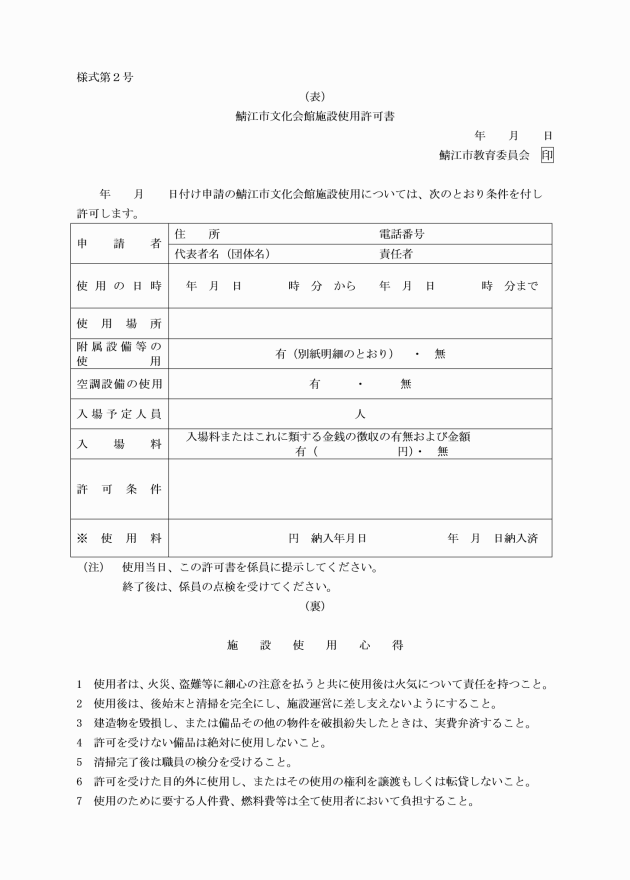 様式第２号
（表）
鯖江市文化会館施設使用許可書
年　　月　　日
鯖江市教育委員会　印
年　　月　　日付け申請の鯖江市文化会館施設使用については、次のとおり条件を付し
許可します。
申請者　住　　所　　電話番号
代表者名（団体名）　　責任者
使用の日時　年　月　日　　時　分　から　　年　月　日　　時　分まで
使用場所
附属設備等の
使用　有（別紙明細のとおり）　・　無
空調設備の使用　有　　・　　無
入場予定人員　人
入場料　入場料またはこれに類する金銭の徴収の有無および金額
有（　　　　円）・　無
許可条件
※使用料　円　納入年月日　　年　月　日納入済
（注）　使用当日、この許可書を係員に提示してください。
終了後は、係員の点検を受けてください。
（裏）
施　設　使　用　心　得
1　使用者は、火災、盗難等に細心の注意を払うと共に使用後は火気について責任を持つこと。
2　使用後は、後始末と清掃を完全にし、施設運営に差し支えないようにすること。
3　建造物を毀損し、または備品その他の物件を破損紛失したときは、実費弁済すること。
4　許可を受けない備品は絶対に使用しないこと。
5　清掃完了後は職員の検分を受けること。
6　許可を受けた目的外に使用し、またはその使用の権利を譲渡もしくは転貸しないこと。
7　使用のために要する人件費、燃料費等は全て使用者において負担すること。